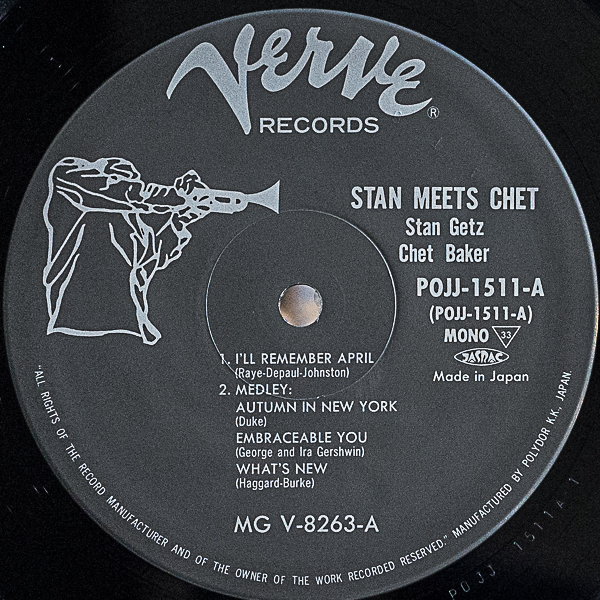 Verve®
RECORDS
STAN MEETS CHET
Stan Getz
Chet Baker
POJJ-1511-A
(POJJ-1511-A)
MONO 33
JASRAC
Made in Japan
1. I'LL REMEMBER APRIL
(Raye-Depaul-Johnston)
2. MEDLEY:
AUTUMN IN NEW YORK
(Duke)
EMBRACEABLE YOU
(George and Ira Gershwin)
WHAT'S NEW
(Haggard-Burke)
MG V-8263-A
"ALL RIGHTS OF THE RECORD MANUFACTURER AND OF THE OWNER OF THE WORK RECORDED RESERVED." MANUFACTURED BY POLYDOR K.K, JAPAN.
POJJ 1511A 1